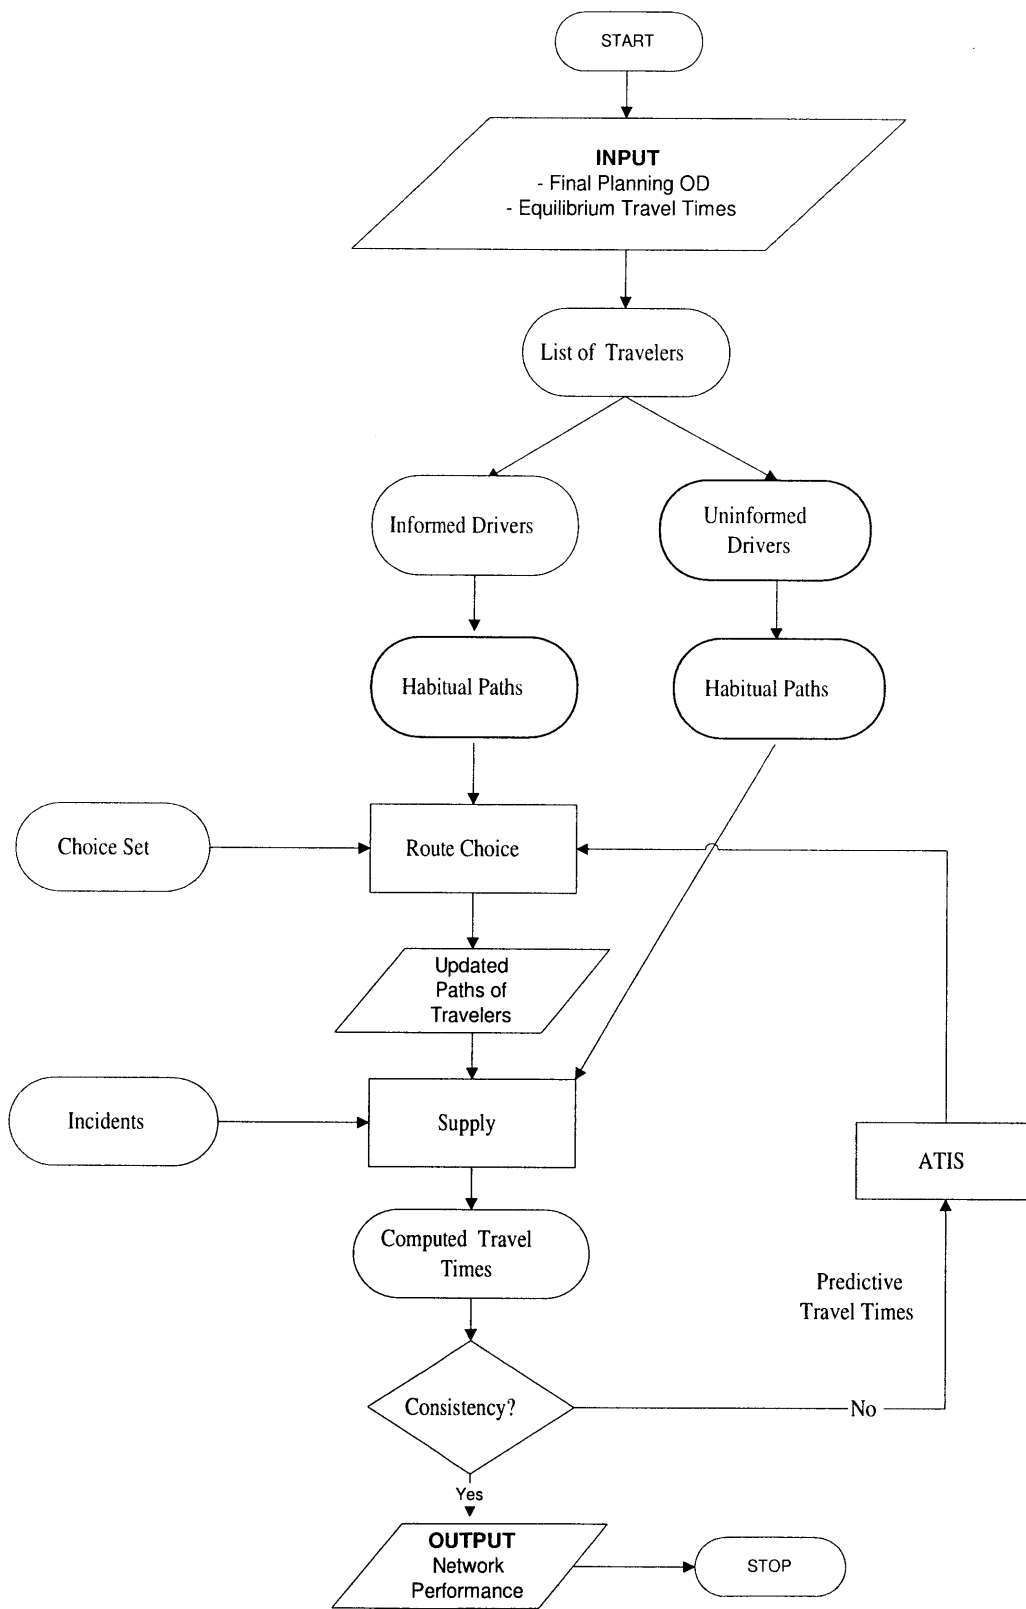 START
INPUT
- Final Planning OD
- Equilibrium Travel Times
List of Travelers
Informed Drivers
Uninformed
Drivers
Habitual Paths
Habitual Paths
Choice Set
Route Choice
Updated
Paths of
Travelers
Incidents
Supply
ATIS
Computed Travel
Times
Predictive
Travel Times
Consistency?
No
Yes
OUTPUT
Network
Performance
STOP